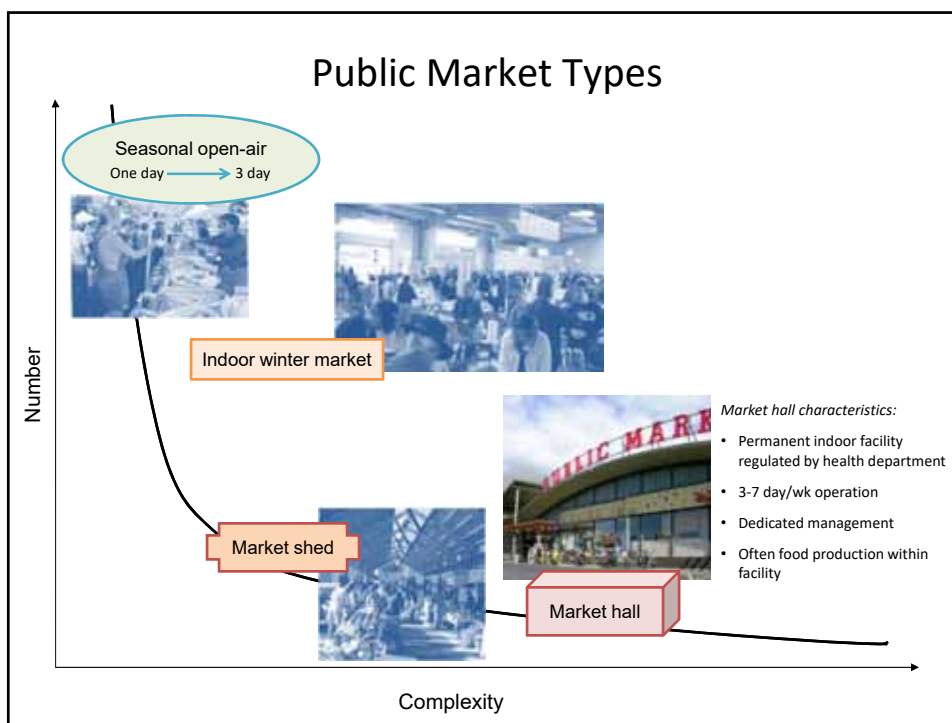 Public Market Types
Seasonal open-air
One day 3 day
Indoor winter market
Number
PUBLIC MARK
Market hall characteristics:
• Permanent indoor facility
regulated by health department
• 3-7 day/wk operation
• Dedicated management
• Often food production within
facility
Market shed
Market hall
Complexity